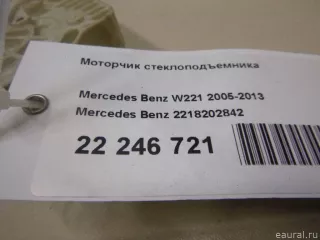 Моторчик стеклоподъемника
Mercedes Benz W221 2005-2013
Mercedes Benz 2218202842
22 246 721
eaural.ru